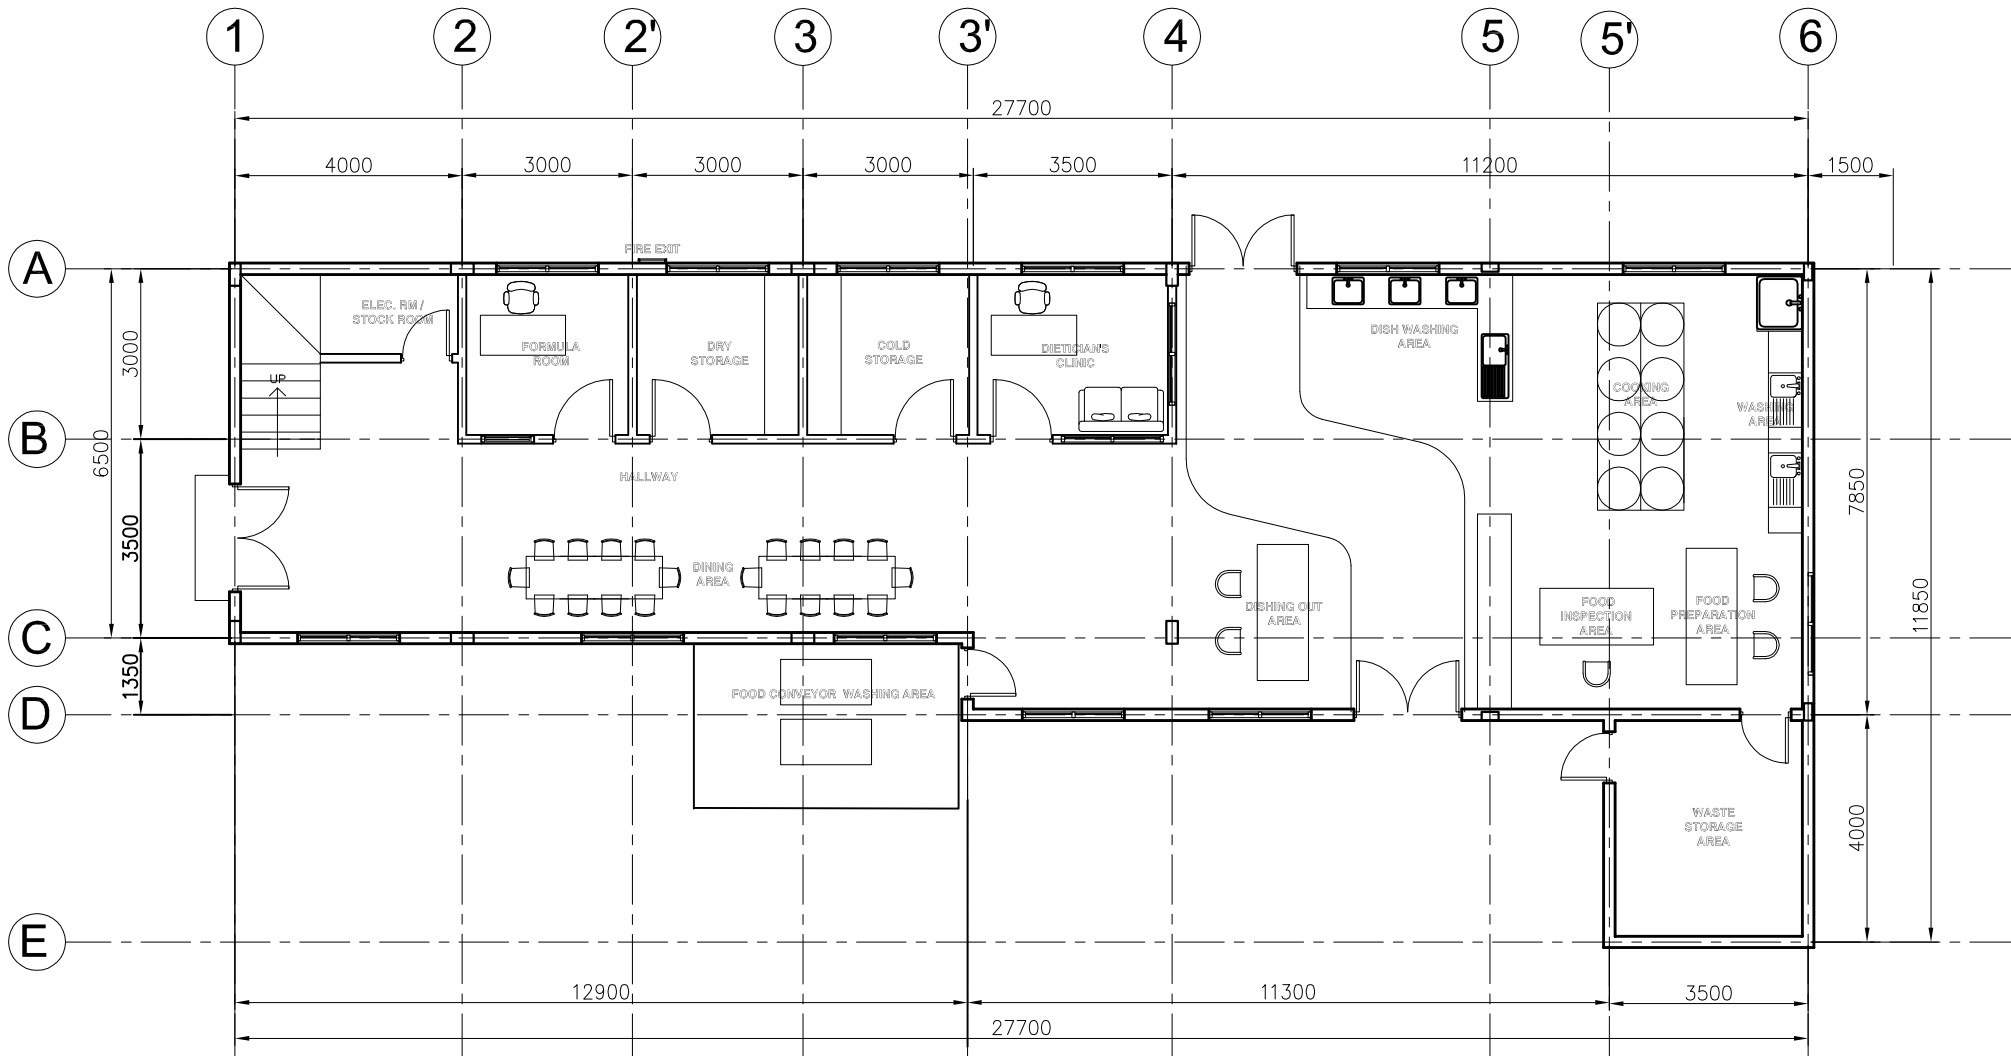 1
2
2'
3
3'
4
5
5'
6
27700
4000
3000
3000
3000
3500
11200
1500
A
FIRE EXIT
ELEC. RM /
STOCK ROOM
FORMULA
ROOM
DRY
STORAGE
COLD
STORAGE
DIETICIAN'S
CLINIC
DISH WASHING
AREA
COOKING
AREA
WASHING
AREA
UP
3000
B
6500
HALLWAY
7850
3500
DINING
AREA
DISHING OUT
AREA
FOOD
INSPECTION
AREA
FOOD
PREPARATION
AREA
11850
C
1350
FOOD CONVEYOR WASHING AREA
D
WASTE
STORAGE
AREA
4000
E
12900
11300
3500
27700